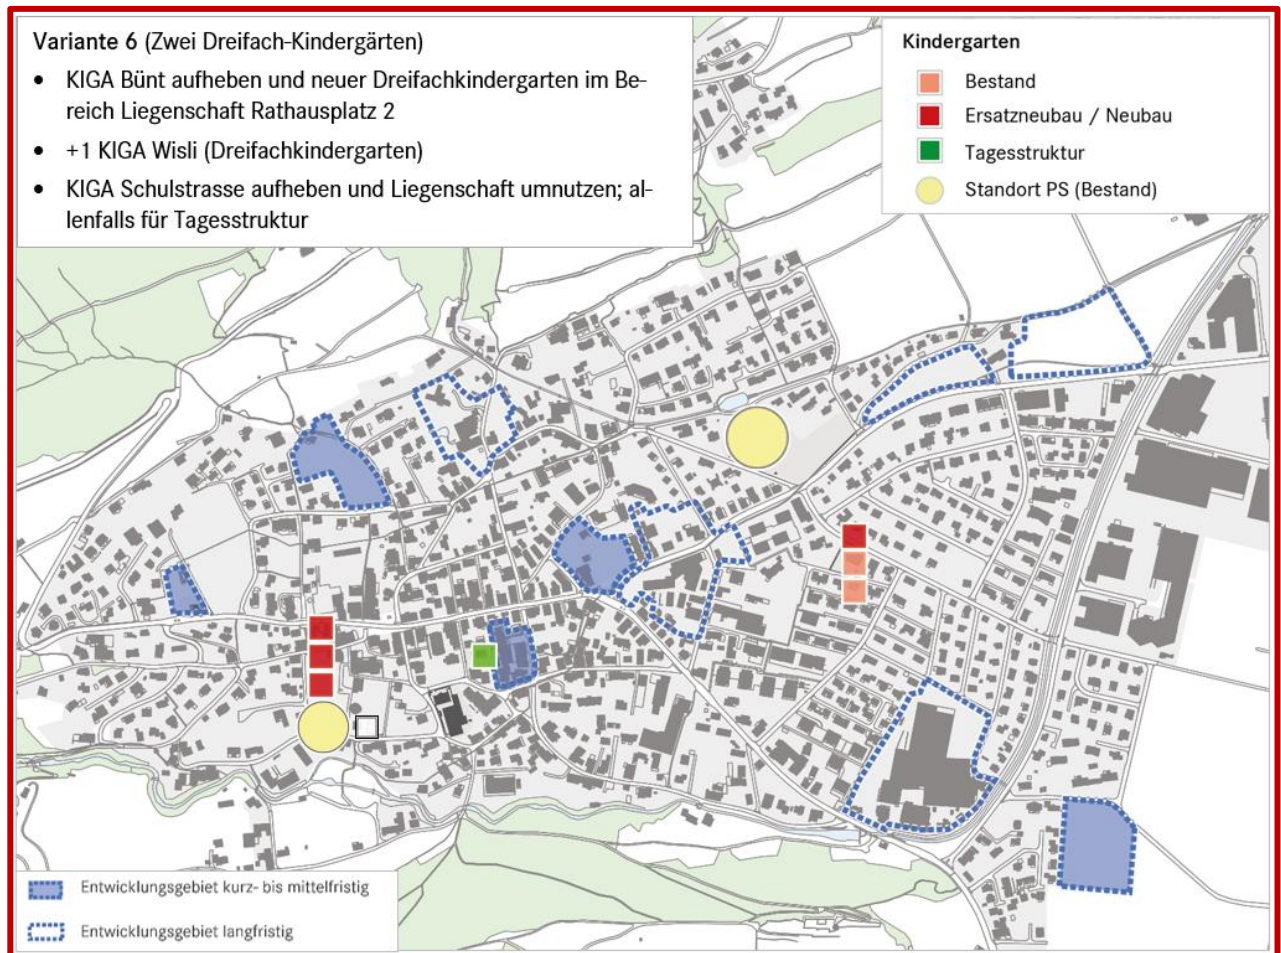 Variante 6 (Zwei Dreifach-Kindergärten)
• KIGA Bünt aufheben und neuer Dreifachkindergarten im Be-
reich Liegenschaft Rathausplatz 2
• +1 KIGA Wisli (Dreifachkindergarten)
• KIGA Schulstrasse aufheben und Liegenschaft umnutzen; al-
lenfalls für Tagesstruktur
Kindergarten
Bestand
Ersatzneubau / Neubau
Tagesstruktur
Standort PS (Bestand)
Entwicklungsgebiet kurz- bis mittelfristig
Entwicklungsgebiet langfristig